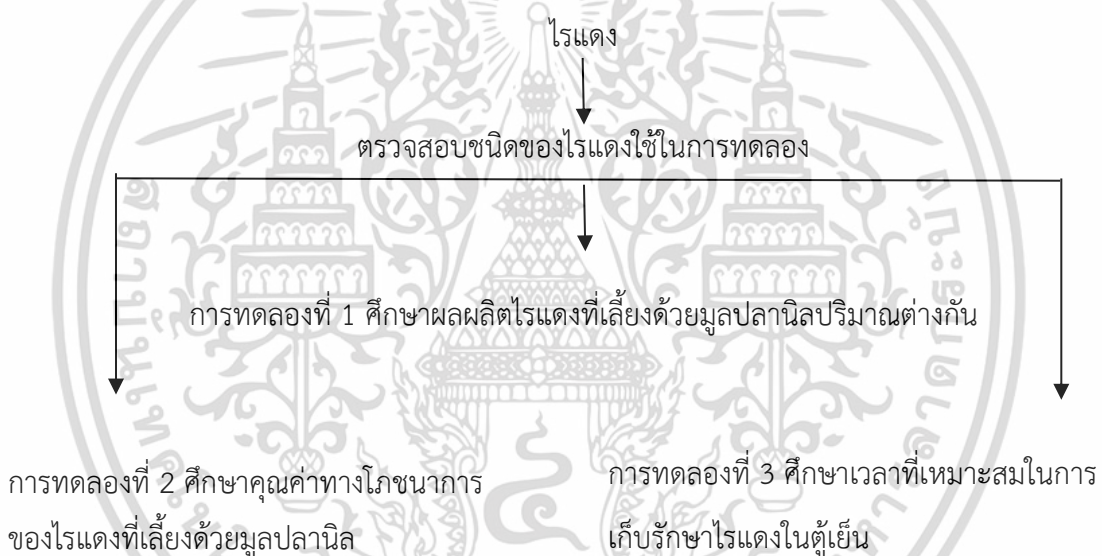 ไรแดง
ตรวจสอบชนิดของไรแดงใช้ในการทดลอง
การทดลองที่ 1 ศึกษาผลผลิตไรแดงที่เลี้ยงด้วยมูลปลานิลปริมาณต่างกัน
การทดลองที่ 2 ศึกษาคุณค่าทางโภชนาการ
ของไรแดงที่เลี้ยงด้วยมูลปลานิล
การทดลองที่ 3 ศึกษาเวลาที่เหมาะสมในการ
เก็บรักษาไรแดงในตู้เย็น